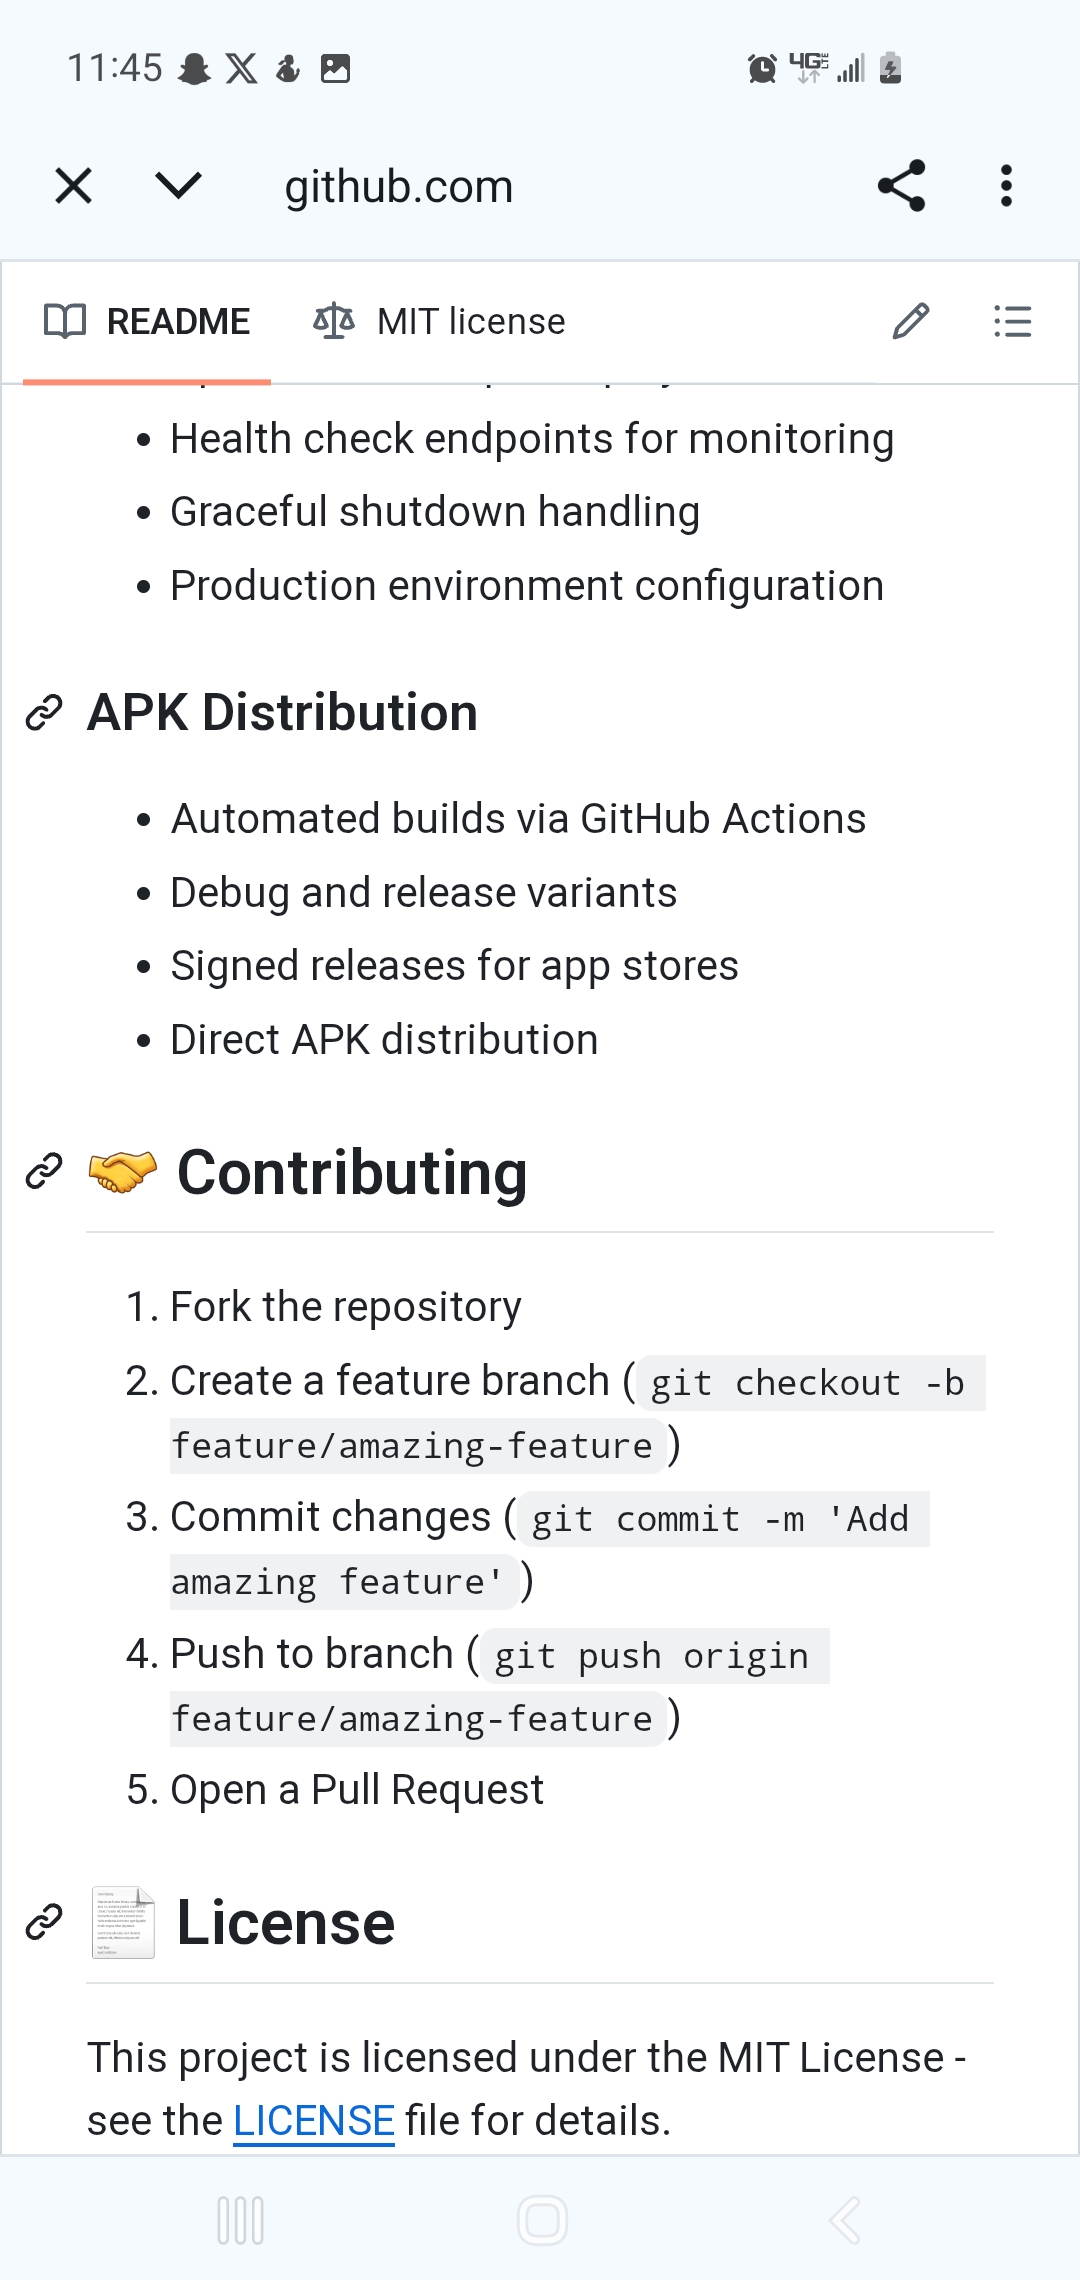 11:45
4G LTE
github.com
README MIT license
Health check endpoints for monitoring
Graceful shutdown handling
Production environment configuration
APK Distribution
Automated builds via GitHub Actions
Debug and release variants
Signed releases for app stores
Direct APK distribution
Contributing
1. Fork the repository
2. Create a feature branch ( git checkout -b
feature/amazing-feature )
3. Commit changes ( git commit -m 'Add
amazing feature' )
4. Push to branch ( git push origin
feature/amazing-feature )
5. Open a Pull Request
License
This project is licensed under the MIT License -
see the LICENSE file for details.